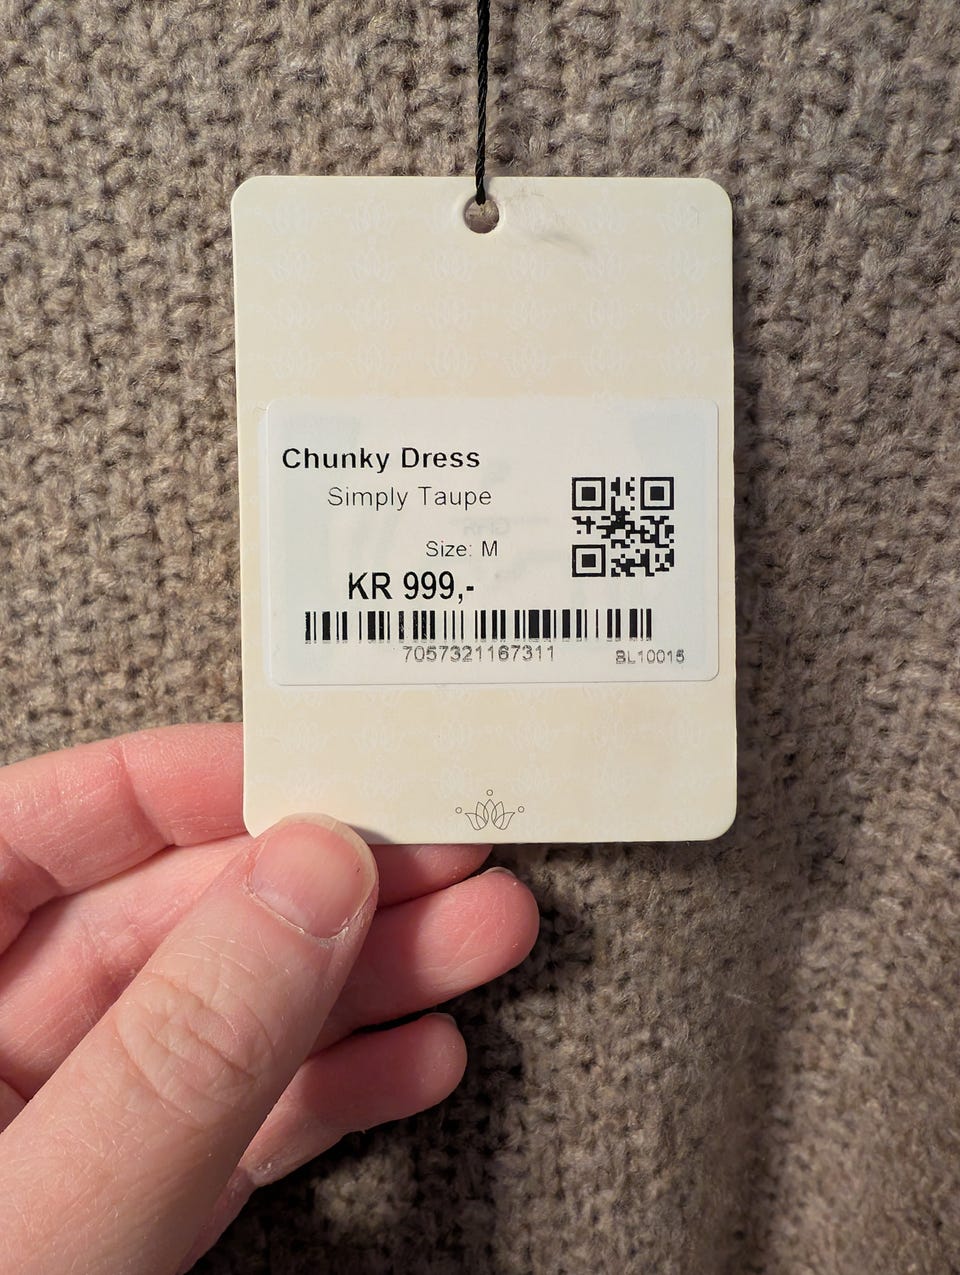 Chunky Dress
Simply Taupe
Size: M
KR 999,-
7057321167311
BL10015